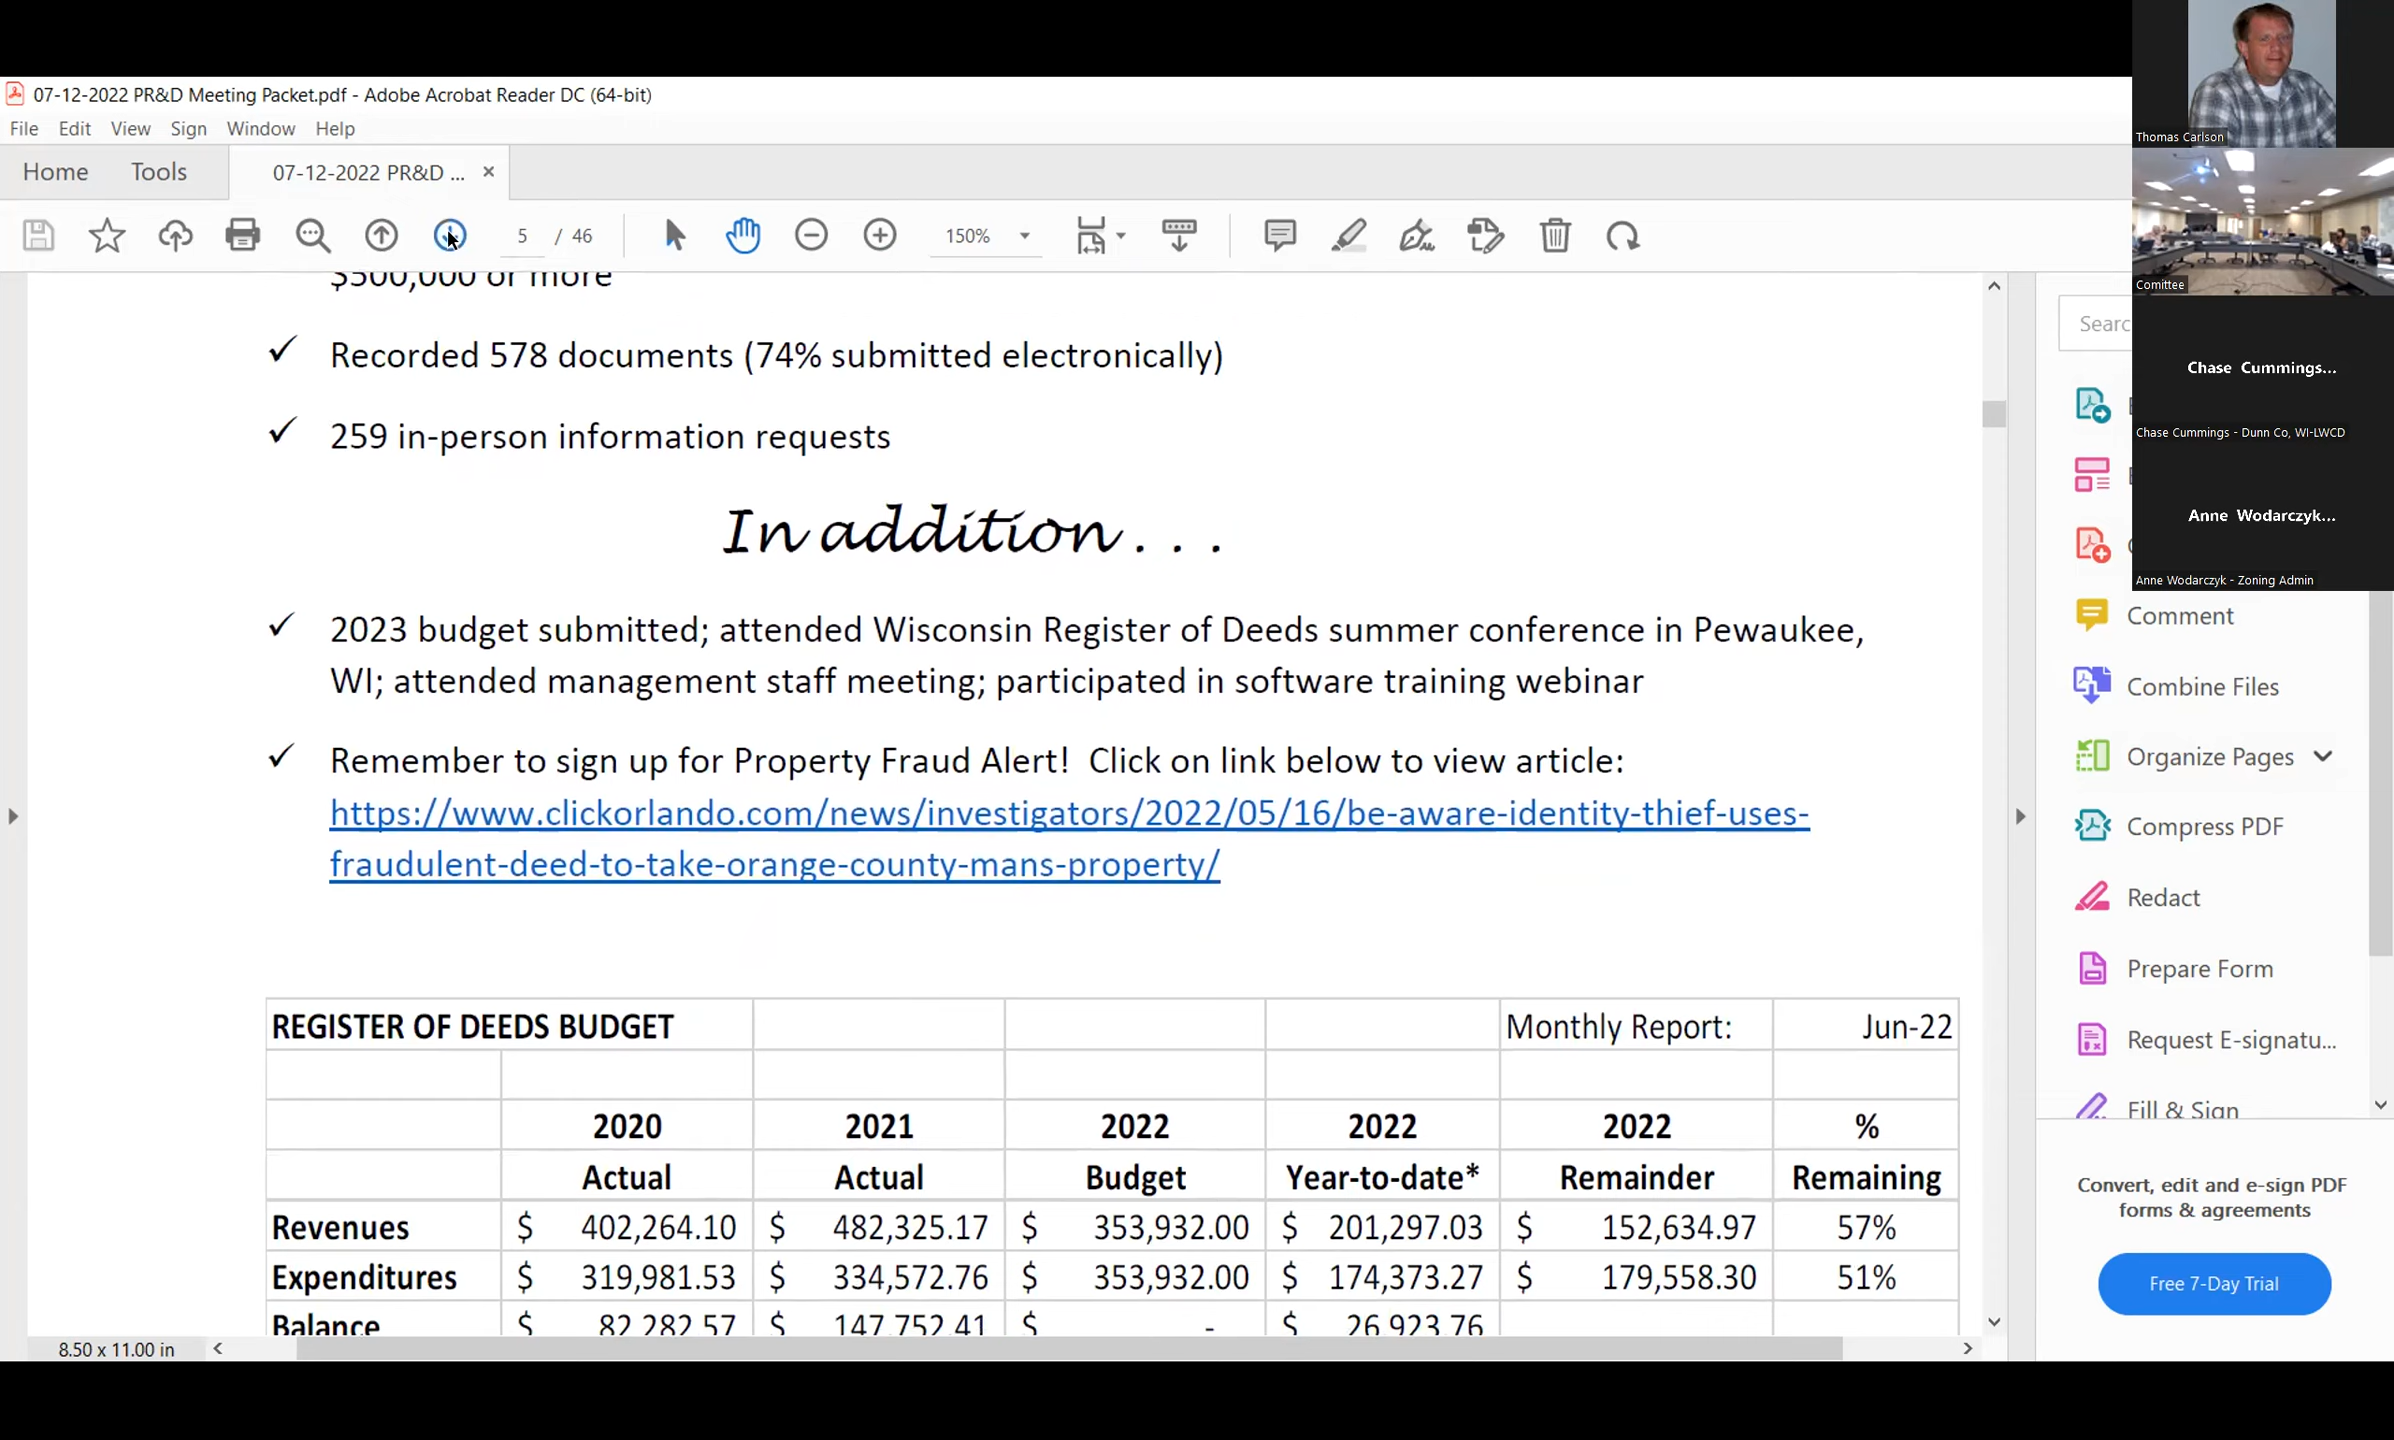 07-12-2022 PR&D Meeting Packet.pdf - Adobe Acrobat Reader DC (64-bit)
File Edit View Sign Window Help
Home Tools 07-12-2022 PR&D ... ×
5 / 46 150%
$500,000 or more
✓ Recorded 578 documents (74% submitted electronically)
✓ 259 in-person information requests
In addition . . .
✓ 2023 budget submitted; attended Wisconsin Register of Deeds summer conference in Pewaukee,
WI; attended management staff meeting; participated in software training webinar
✓ Remember to sign up for Property Fraud Alert! Click on link below to view article:
https://www.clickorlando.com/news/investigators/2022/05/16/be-aware-identity-thief-uses-
fraudulent-deed-to-take-orange-county-mans-property/
REGISTER OF DEEDS BUDGET Monthly Report: Jun-22
2020 2021 2022 2022 2022 %
Actual Actual Budget Year-to-date* Remainder Remaining
Revenues $ 402,264.10 $ 482,325.17 $ 353,932.00 $ 201,297.03 $ 152,634.97 57%
Expenditures $ 319,981.53 $ 334,572.76 $ 353,932.00 $ 174,373.27 $ 179,558.30 51%
Balance $ 82,282.57 $ 147,752.41 $ - $ 26,923.76
8.50 x 11.00 in
Thomas Carlson
Comittee
Searc
Chase Cummings...
Chase Cummings - Dunn Co, WI-LWCD
Anne Wodarczyk...
Anne Wodarczyk - Zoning Admin
Comment
Combine Files
Organize Pages
Compress PDF
Redact
Prepare Form
Request E-signatu...
Fill & Sign
Convert, edit and e-sign PDF
forms & agreements
Free 7-Day Trial